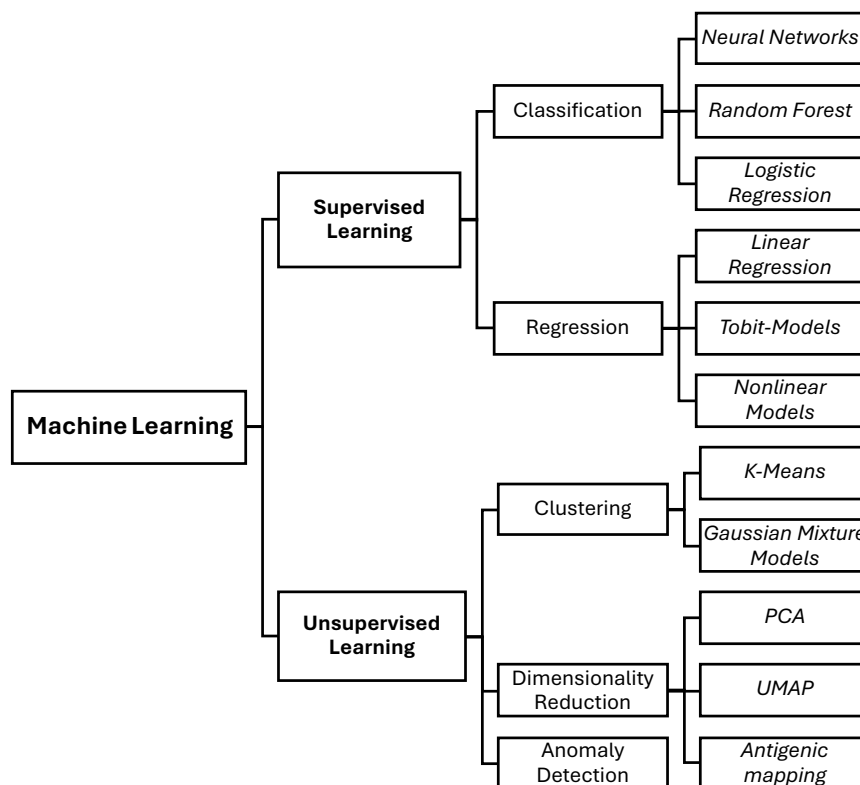 Neural Networks
Classification
Random Forest
Logistic
Regression
Supervised
Learning
Linear
Regression
Regression
Tobit-Models
Nonlinear
Models
Machine Learning
K-Means
Clustering
Gaussian Mixture
Models
Unsupervised
Learning
PCA
Dimensionality
Reduction
UMAP
Anomaly
Detection
Antigenic
mapping